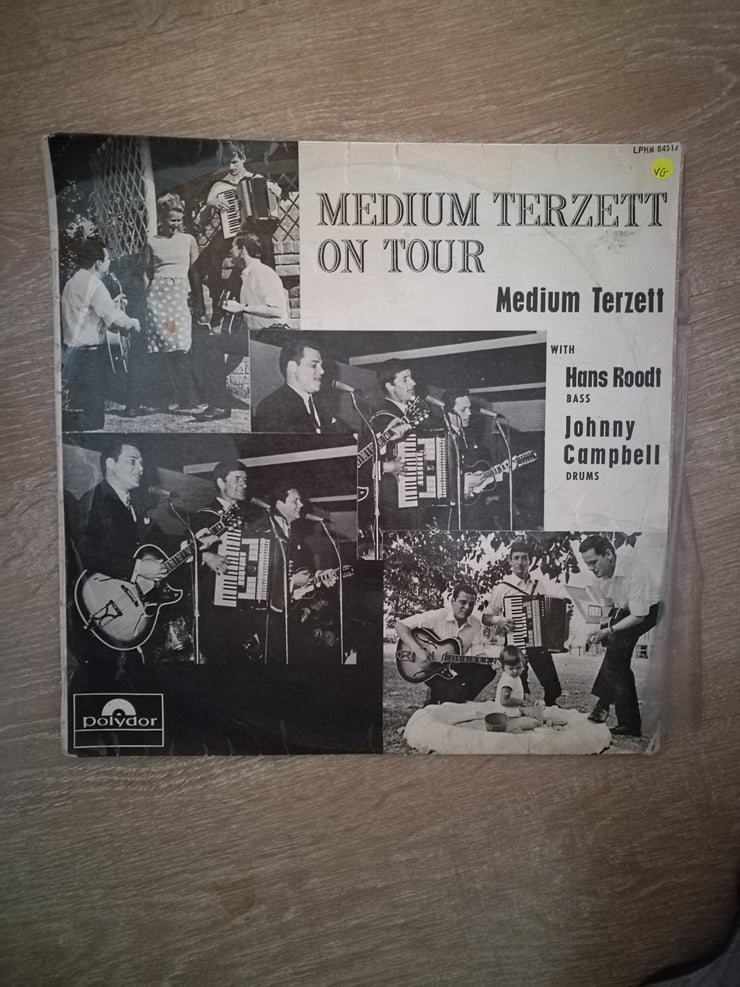 LPHM 84512
VG
MEDIUM TERZETT
ON TOUR
Medium Terzett
WITH
Hans Roodt
BASS
Johnny
Campbell
DRUMS
polydor